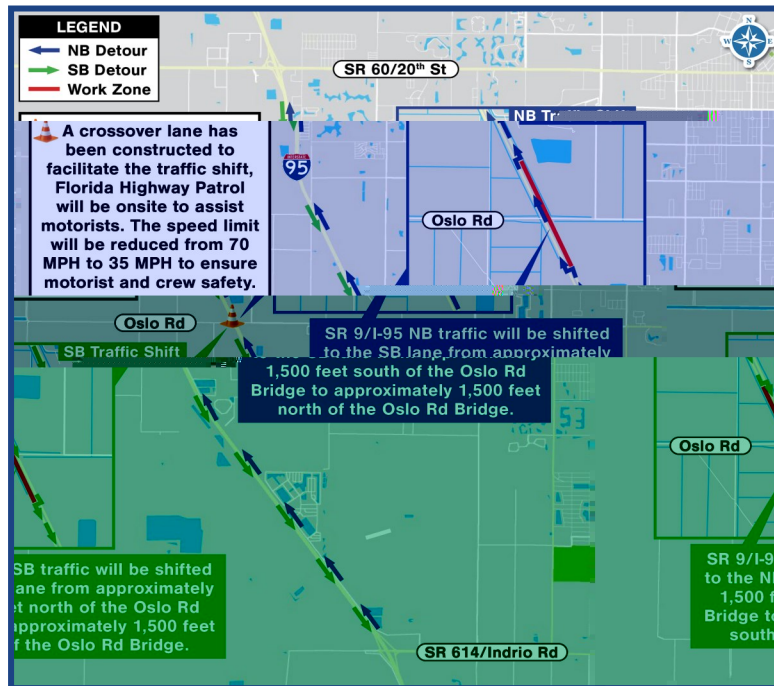 LEGEND
NB Detour
SB Detour
Work Zone
SR 60/20th St
N
W E
S
NB
A crossover lane has
been constructed to
facilitate the traffic shift,
Florida Highway Patrol
will be onsite to assist
motorists. The speed limit
will be reduced from 70
MPH to 35 MPH to ensure
motorist and crew safety.
95
Oslo Rd
Oslo Rd
SB Traffic Shift
SR 9/I-95 NB traffic will be shifted
to the SB lane from approximately
1,500 feet south of the Oslo Rd
Bridge to approximately 1,500 feet
north of the Oslo Rd Bridge.
Oslo Rd
SB traffic will be shifted
from approximately
north of the Oslo Rd
approximately 1,500 feet
the Oslo Rd Bridge.
SR 9/I-9
to the
1,500
Bridge
south
SR 614/Indrio Rd